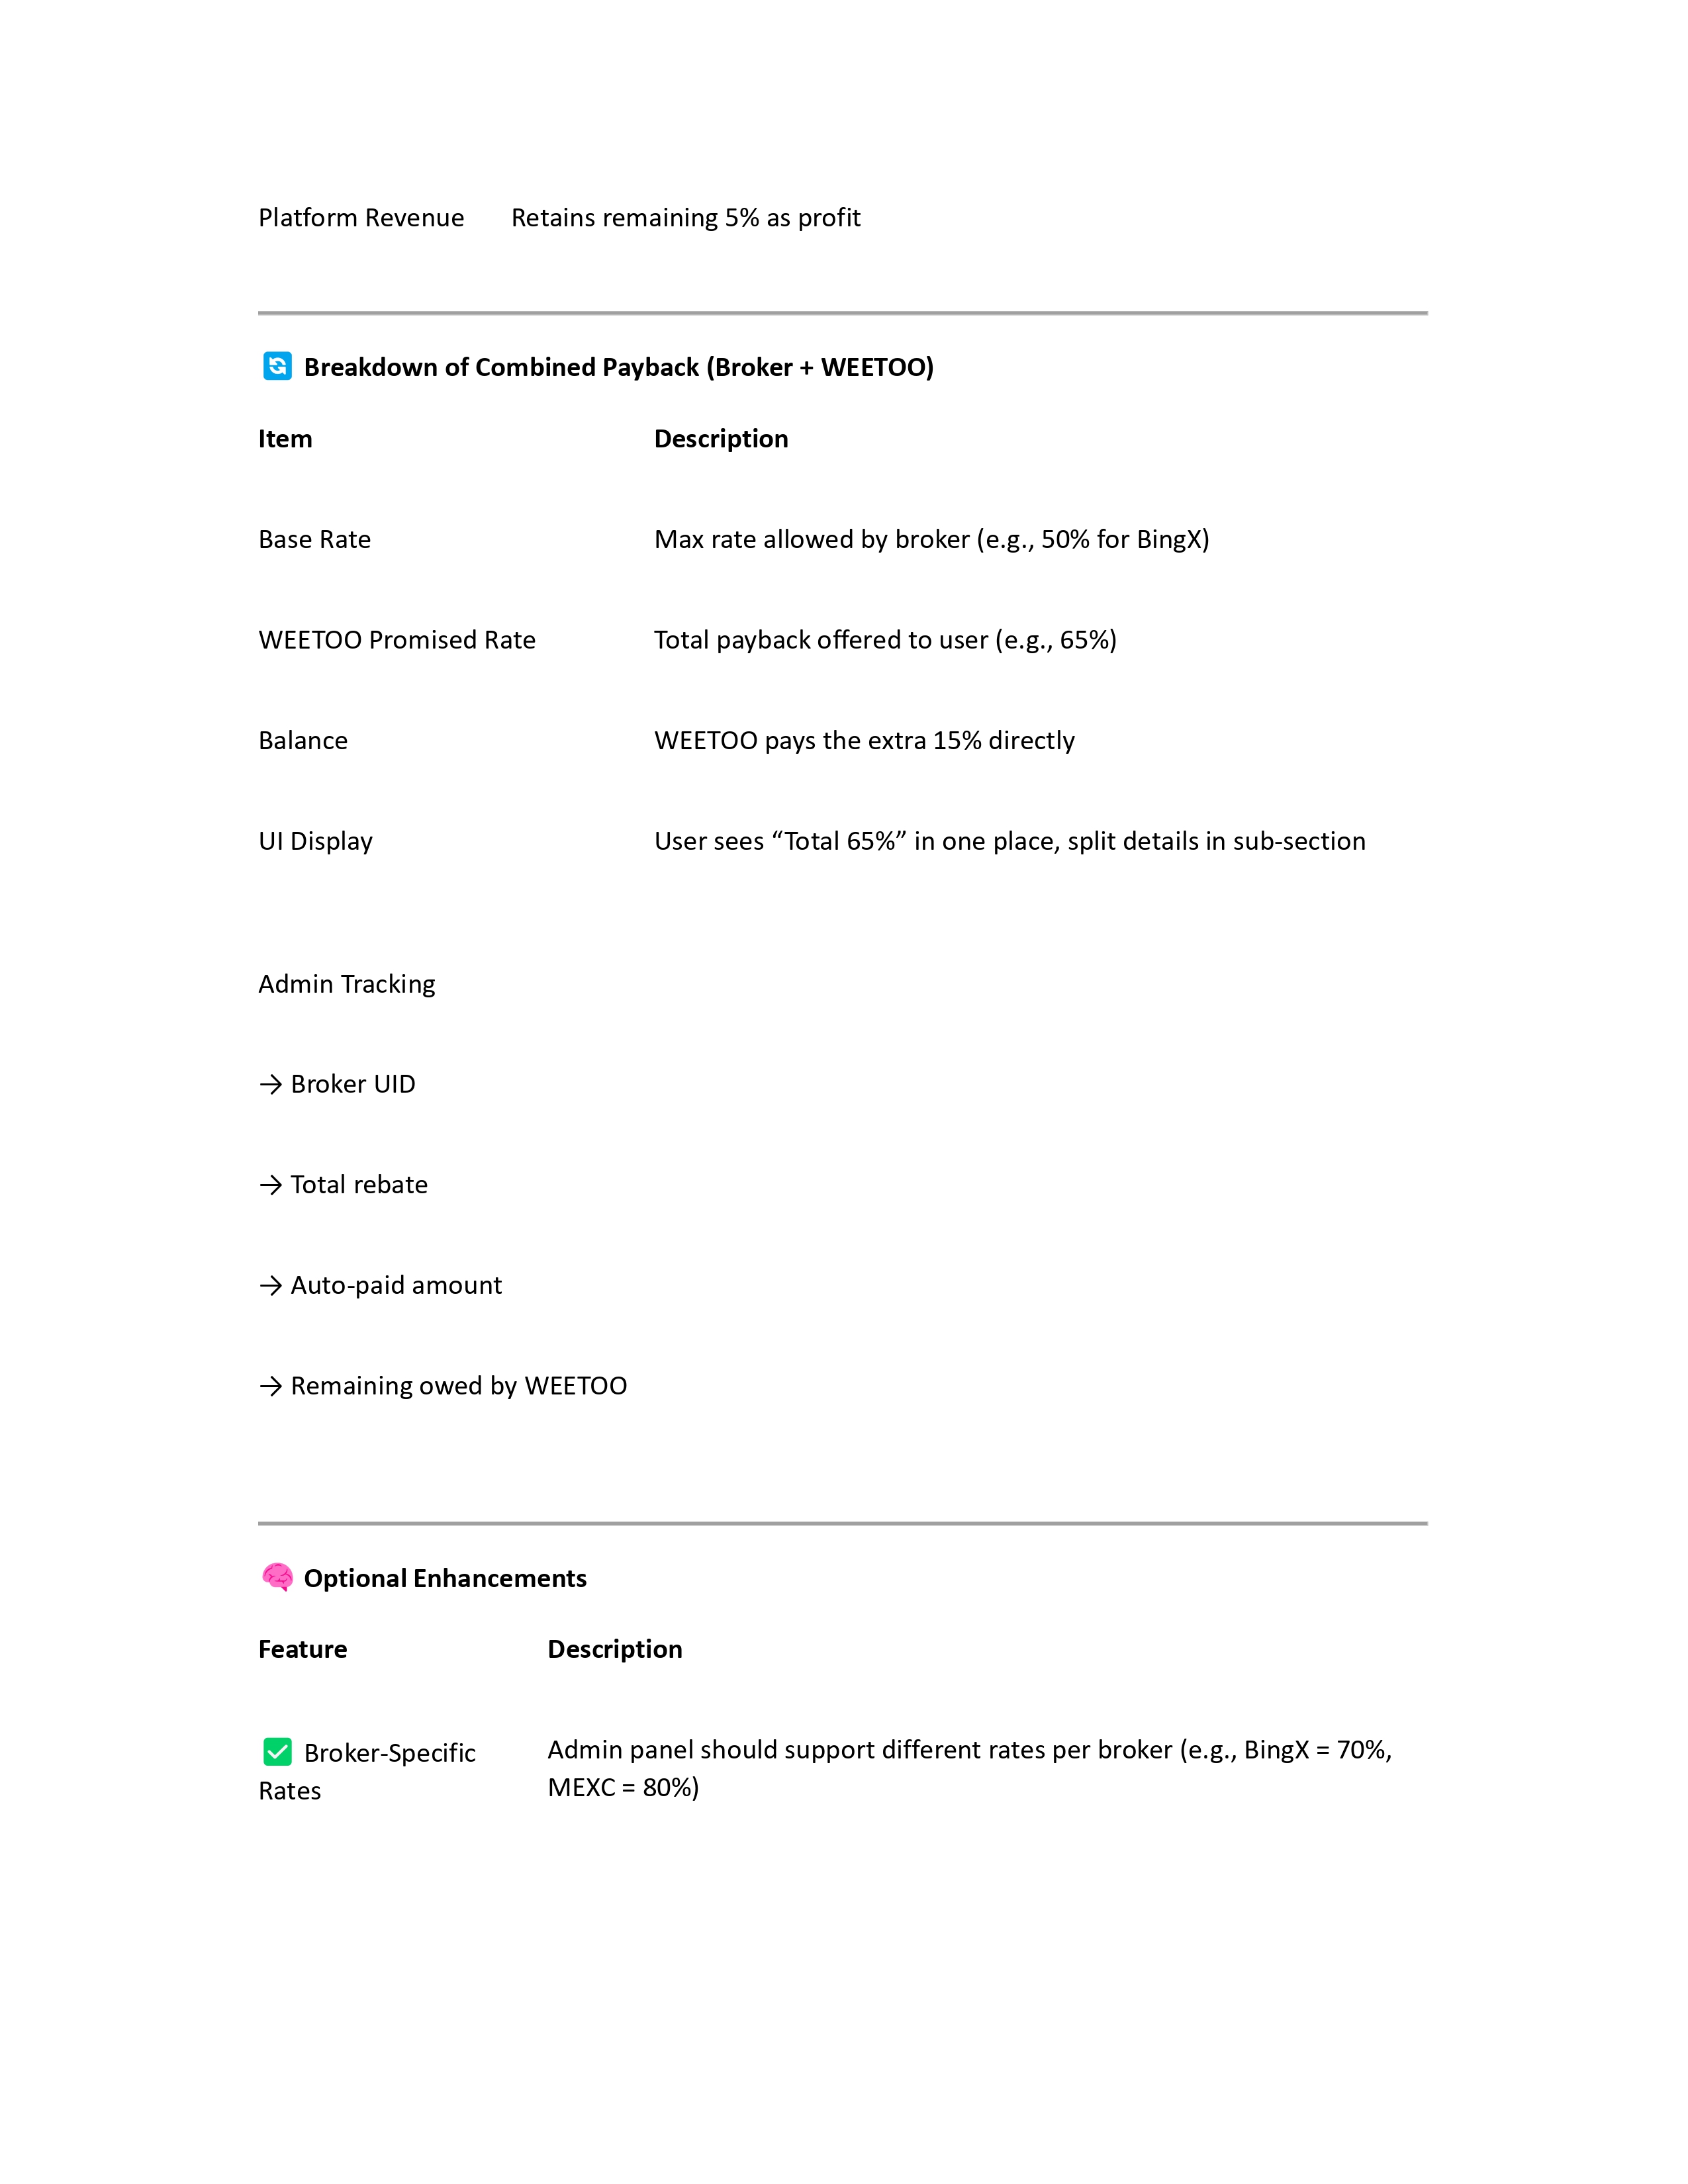 Platform Revenue Retains remaining 5% as profit
🔄 Breakdown of Combined Payback (Broker + WEETOO)
Item Description
Base Rate Max rate allowed by broker (e.g., 50% for BingX)
WEETOO Promised Rate Total payback offered to user (e.g., 65%)
Balance WEETOO pays the extra 15% directly
UI Display User sees “Total 65%” in one place, split details in sub-section
Admin Tracking
→ Broker UID
→ Total rebate
→ Auto-paid amount
→ Remaining owed by WEETOO
🧠 Optional Enhancements
Feature Description
✅ Broker-Specific Admin panel should support different rates per broker (e.g., BingX = 70%,
Rates MEXC = 80%)